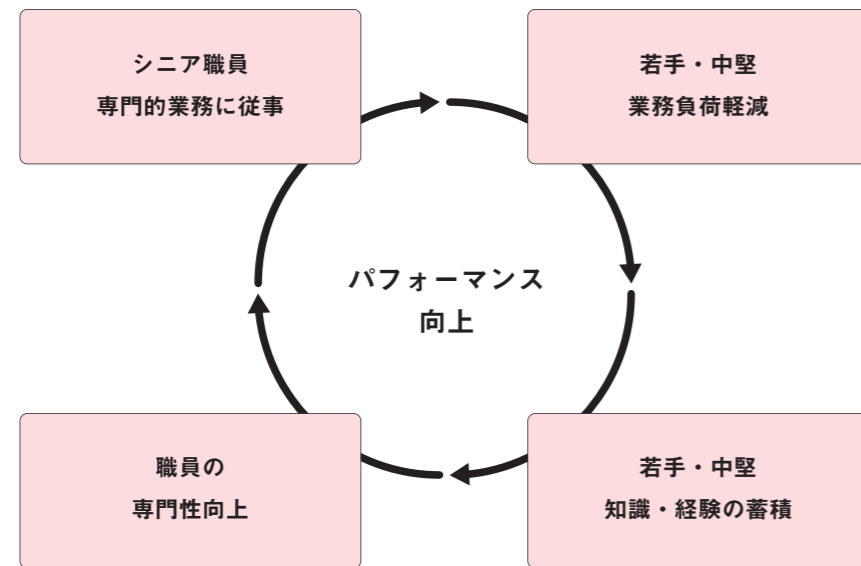 シニア職員
専門的業務に従事
若手・中堅
業務負荷軽減
パフォーマンス
向上
職員の
専門性向上
若手・中堅
知識・経験の蓄積